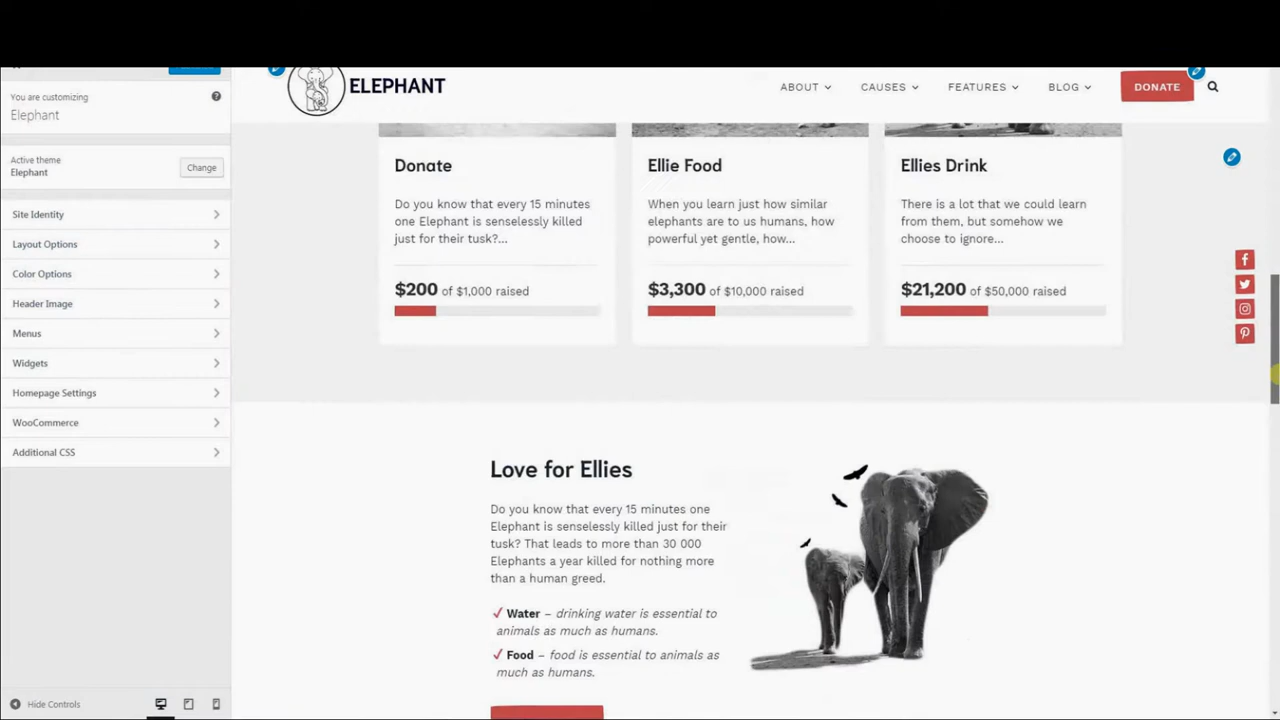 ELEPHANT
ABOUT
CAUSES
FEATURES
BLOG
DONATE
You are customizing
Elephant
Active theme
Elephant
Change
Site Identity
Layout Options
Color Options
Header Image
Menus
Widgets
Homepage Settings
WooCommerce
Additional CSS
Hide Controls
Donate
Do you know that every 15 minutes
one Elephant is senselessly killed
just for their tusk?...
$200 of $1,000 raised
Ellie Food
When you learn just how similar
elephants are to us humans, how
powerful yet gentle, how...
$3,300 of $10,000 raised
Ellies Drink
There is a lot that we could learn
from them, but somehow we
choose to ignore...
$21,200 of $50,000 raised
Love for Ellies
Do you know that every 15 minutes one
Elephant is senselessly killed just for their
tusk? That leads to more than 30 000
Elephants a year killed for nothing more
than a human greed.
Water – drinking water is essential to
animals as much as humans.
Food – food is essential to animals as
much as humans.